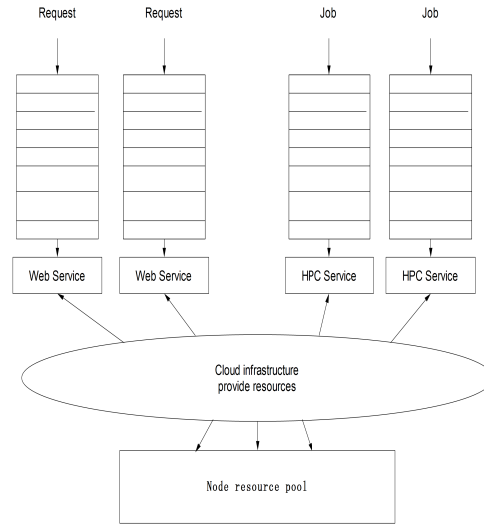 Request
Request
Job
Job
Web Service
Web Service
HPC Service
HPC Service
Cloud infrastructure
provide resources
Node resource pool